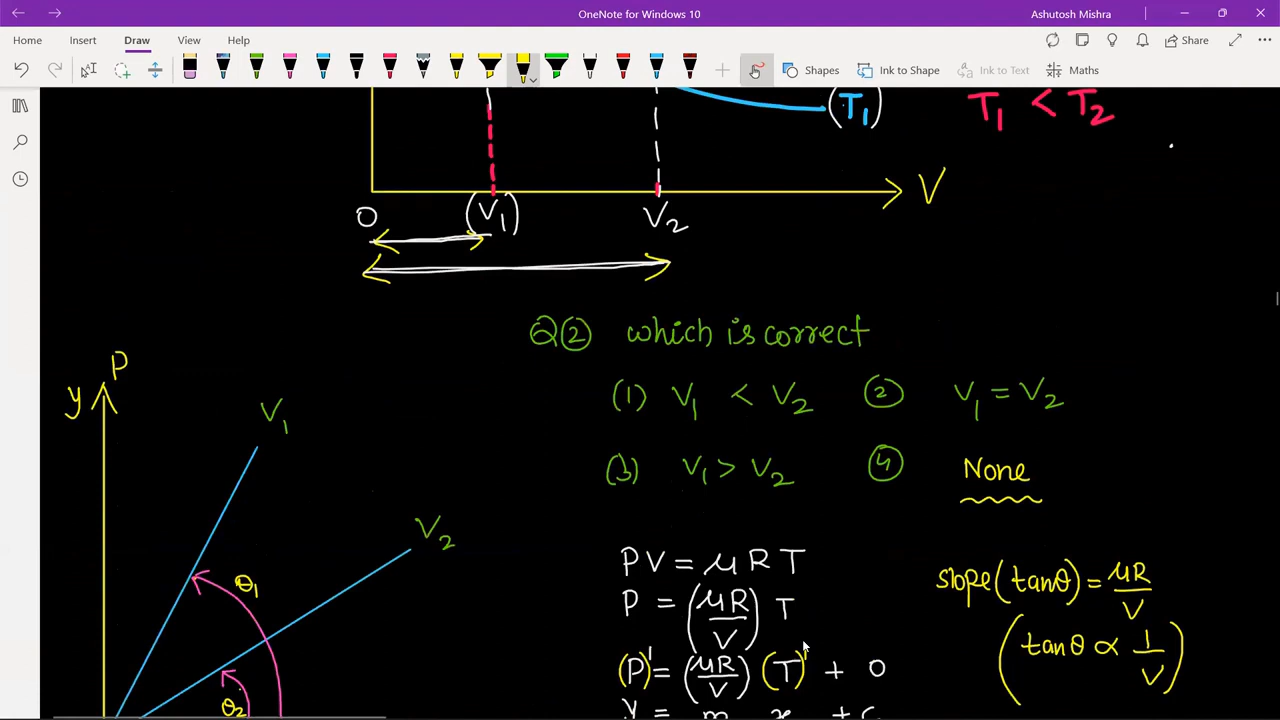 OneNote for Windows 10
Ashutosh Mishra
Home Insert Draw View Help
Share
Shapes Ink to Shape Ink to Text Maths
(T1) T1 < T2
V
0 (V1) V2
Q② which is correct
P
y
(1) V1 < V2 ② V1 = V2
V1
(3) V1 > V2 ④ None
V2
PV = μRT
slope(tanθ) = μR/V
θ1
P = (μR/V) T
(tanθ ∝ 1/V)
(P)' = (μR/V) (T)' + 0
θ2
y = m x + c